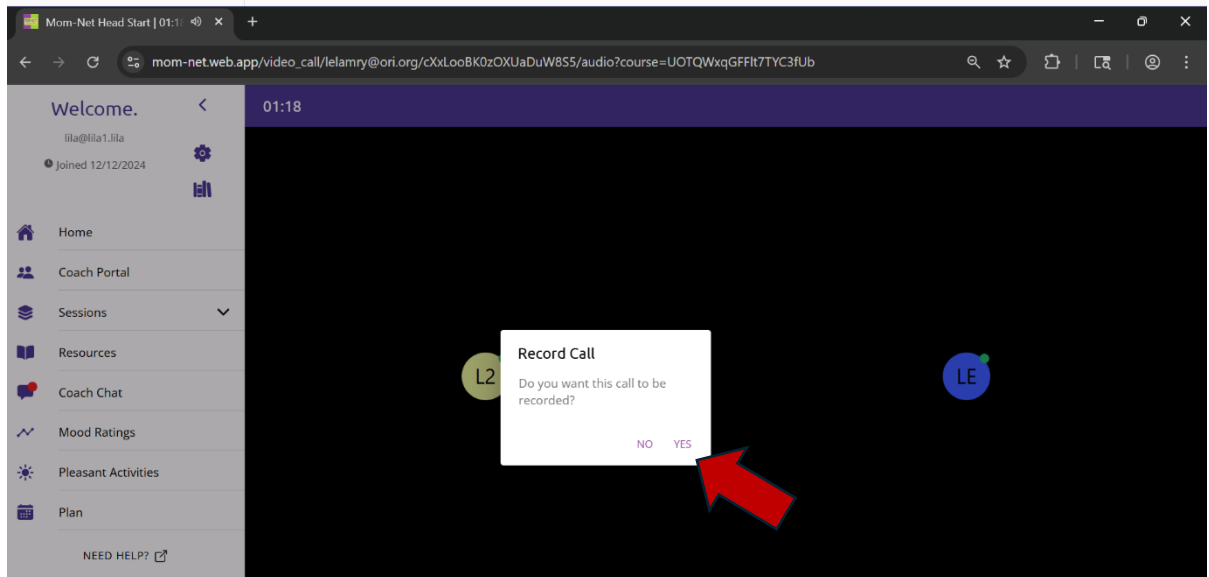 Mom-Net Head Start | 01:18
mom-net.web.app/video_call/lelamry@ori.org/cXxLooBK0zOXUaDuW8S5/audio?course=UOTQWxqGFFlt7TYC3fUb
Welcome.
lila@lila1.lila
Joined 12/12/2024
Home
Coach Portal
Sessions
Resources
Coach Chat
Mood Ratings
Pleasant Activities
Plan
NEED HELP?
01:18
L2
LE
Record Call
Do you want this call to be
recorded?
NO YES